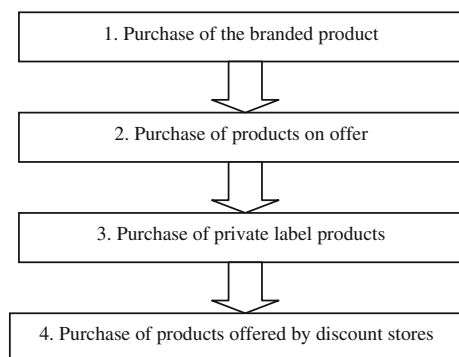 1. Purchase of the branded product
2. Purchase of products on offer
3. Purchase of private label products
4. Purchase of products offered by discount stores